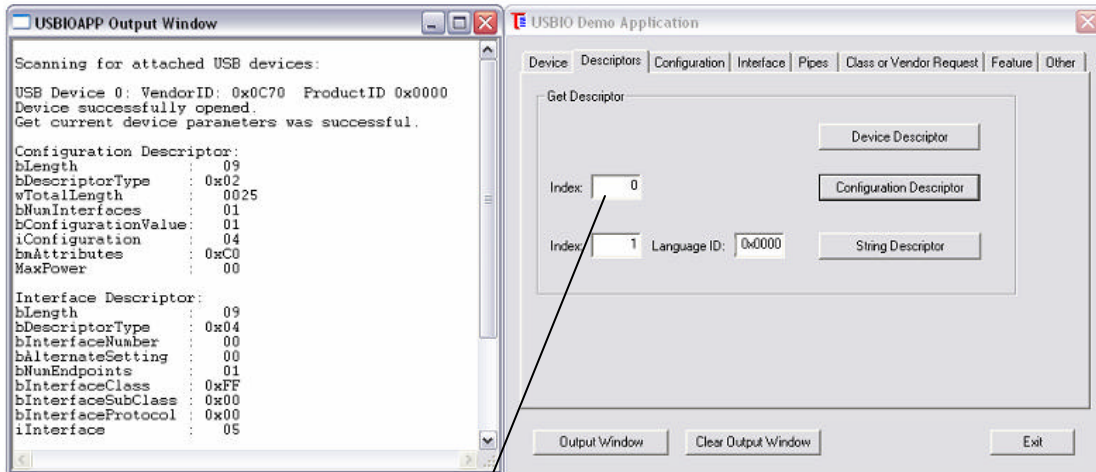 USBIOAPP Output Window
Scanning for attached USB devices:
USB Device 0: VendorID: 0x0C70 ProductID 0x0000
Device successfully opened.
Get current device parameters was successful.
Configuration Descriptor:
bLength : 09
bDescriptorType : 0x02
wTotalLength : 0025
bNumInterfaces : 01
bConfigurationValue: 01
iConfiguration : 04
bmAttributes : 0xC0
MaxPower : 00
Interface Descriptor:
bLength : 09
bDescriptorType : 0x04
bInterfaceNumber : 00
bAlternateSetting : 00
bNumEndpoints : 01
bInterfaceClass : 0xFF
bInterfaceSubClass : 0x00
bInterfaceProtocol : 0x00
iInterface : 05
USBIO Demo Application
Device Descriptors Configuration Interface Pipes Class or Vendor Request Feature Other
Get Descriptor
Device Descriptor
Index: 0 Configuration Descriptor
Index: 1 Language ID: 0x0000 String Descriptor
Output Window Clear Output Window Exit